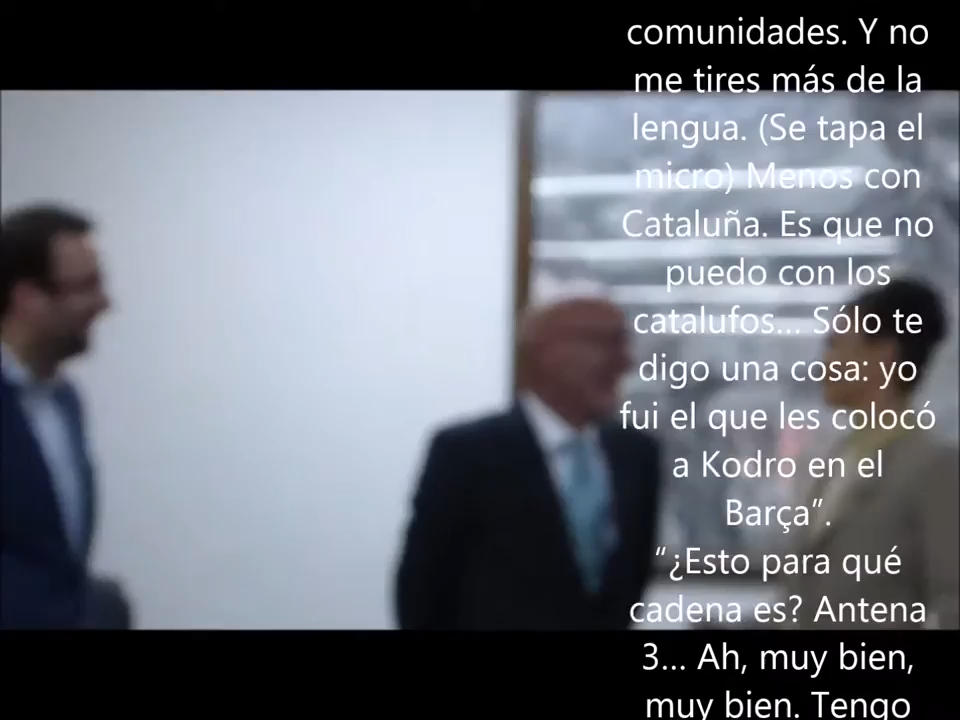 comunidades. Y no
me tires más de la
lengua. (Se tapa el
micro) Menos con
Cataluña. Es que no
puedo con los
catalufos... Sólo te
digo una cosa: yo
fui el que les colocó
a Kodro en el
Barça”.
“¿Esto para qué
cadena es? Antena
3... Ah, muy bien,
muy bien. Tengo